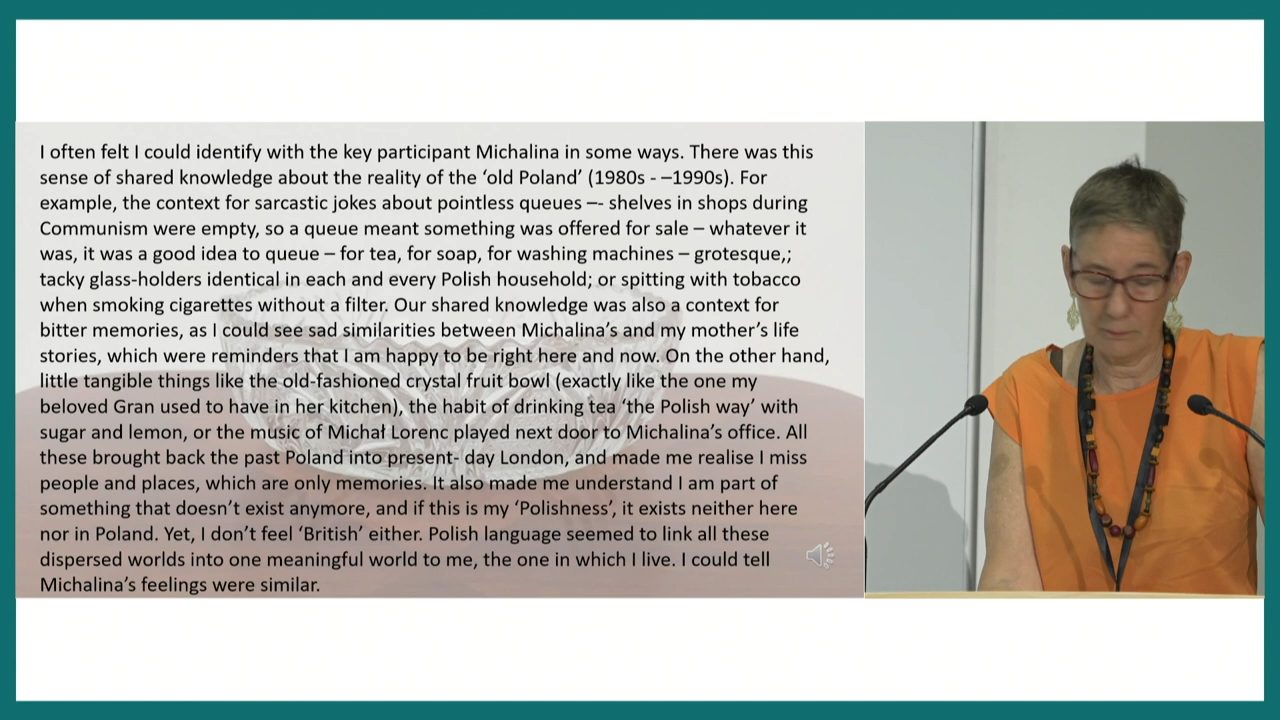 I often felt I could identify with the key participant Michalina in some ways. There was this
sense of shared knowledge about the reality of the ‘old Poland’ (1980s - –1990s). For
example, the context for sarcastic jokes about pointless queues –- shelves in shops during
Communism were empty, so a queue meant something was offered for sale – whatever it
was, it was a good idea to queue – for tea, for soap, for washing machines – grotesque,;
tacky glass-holders identical in each and every Polish household; or spitting with tobacco
when smoking cigarettes without a filter. Our shared knowledge was also a context for
bitter memories, as I could see sad similarities between Michalina’s and my mother’s life
stories, which were reminders that I am happy to be right here and now. On the other hand,
little tangible things like the old-fashioned crystal fruit bowl (exactly like the one my
beloved Gran used to have in her kitchen), the habit of drinking tea ‘the Polish way’ with
sugar and lemon, or the music of Michał Lorenc played next door to Michalina’s office. All
these brought back the past Poland into present- day London, and made me realise I miss
people and places, which are only memories. It also made me understand I am part of
something that doesn’t exist anymore, and if this is my ‘Polishness’, it exists neither here
nor in Poland. Yet, I don’t feel ‘British’ either. Polish language seemed to link all these
dispersed worlds into one meaningful world to me, the one in which I live. I could tell
Michalina’s feelings were similar.